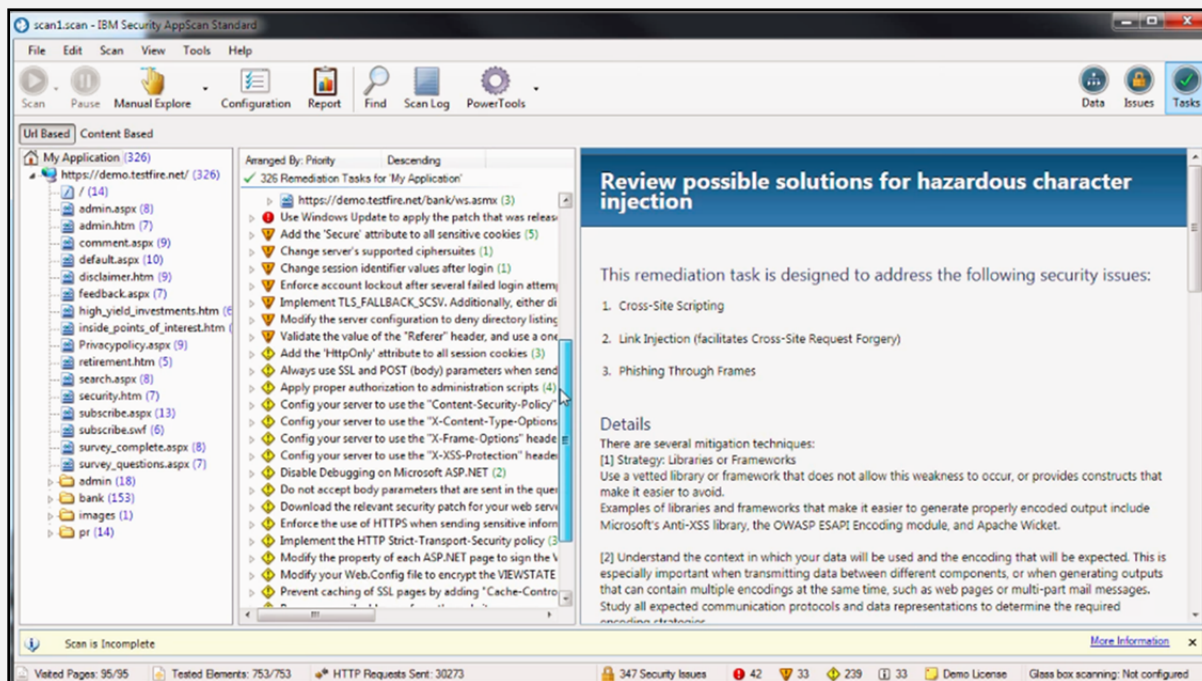 scan1.scan - IBM Security AppScan Standard
File Edit Scan View Tools Help
Scan Pause Manual Explore Configuration Report Find Scan Log PowerTools Data Issues Tasks
Url Based Content Based
My Application (326)
https://demo.testfire.net/ (326)
/ (14)
admin.aspx (8)
admin.htm (7)
comment.aspx (9)
default.aspx (10)
disclaimer.htm (9)
feedback.aspx (7)
high_yield_investments.htm (6
inside_points_of_interest.htm (
Privacypolicy.aspx (9)
retirement.htm (5)
search.aspx (8)
security.htm (7)
subscribe.aspx (13)
subscribe.swf (6)
survey_complete.aspx (8)
survey_questions.aspx (7)
admin (18)
bank (153)
images (1)
pr (14)
Arranged By: Priority Descending
326 Remediation Tasks for 'My Application'
https://demo.testfire.net/bank/ws.asmx (3)
Use Windows Update to apply the patch that was releas
Add the 'Secure' attribute to all sensitive cookies (5)
Change server's supported ciphersuites (1)
Change session identifier values after login (1)
Enforce account lockout after several failed login attem
Implement TLS_FALLBACK_SCSV. Additionally, either di
Modify the server configuration to deny directory listing
Validate the value of the "Referer" header, and use a one
Add the 'HttpOnly' attribute to all session cookies (3)
Always use SSL and POST (body) parameters when send
Apply proper authorization to administration scripts (4)
Config your server to use the "Content-Security-Policy"
Config your server to use the "X-Content-Type-Options
Config your server to use the "X-Frame-Options" heade
Config your server to use the "X-XSS-Protection" header
Disable Debugging on Microsoft ASP.NET (2)
Do not accept body parameters that are sent in the quer
Download the relevant security patch for your web serv
Enforce the use of HTTPS when sending sensitive inform
Implement the HTTP Strict-Transport-Security policy (3
Modify the property of each ASP.NET page to sign the V
Modify your Web.Config file to encrypt the VIEWSTATE
Prevent caching of SSL pages by adding "Cache-Contro
Review possible solutions for hazardous character
injection
This remediation task is designed to address the following security issues:
1. Cross-Site Scripting
2. Link Injection (facilitates Cross-Site Request Forgery)
3. Phishing Through Frames
Details
There are several mitigation techniques:
[1] Strategy: Libraries or Frameworks
Use a vetted library or framework that does not allow this weakness to occur, or provides constructs that
make it easier to avoid.
Examples of libraries and frameworks that make it easier to generate properly encoded output include
Microsoft's Anti-XSS library, the OWASP ESAPI Encoding module, and Apache Wicket.
[2] Understand the context in which your data will be used and the encoding that will be expected. This is
especially important when transmitting data between different components, or when generating outputs
that can contain multiple encodings at the same time, such as web pages or multi-part mail messages.
Study all expected communication protocols and data representations to determine the required
encoding strategies.
Scan is Incomplete More Information
Visited Pages: 95/95 Tested Elements: 753/753 HTTP Requests Sent: 30273 347 Security Issues 42 33 239 33 Demo License Glass box scanning: Not configured